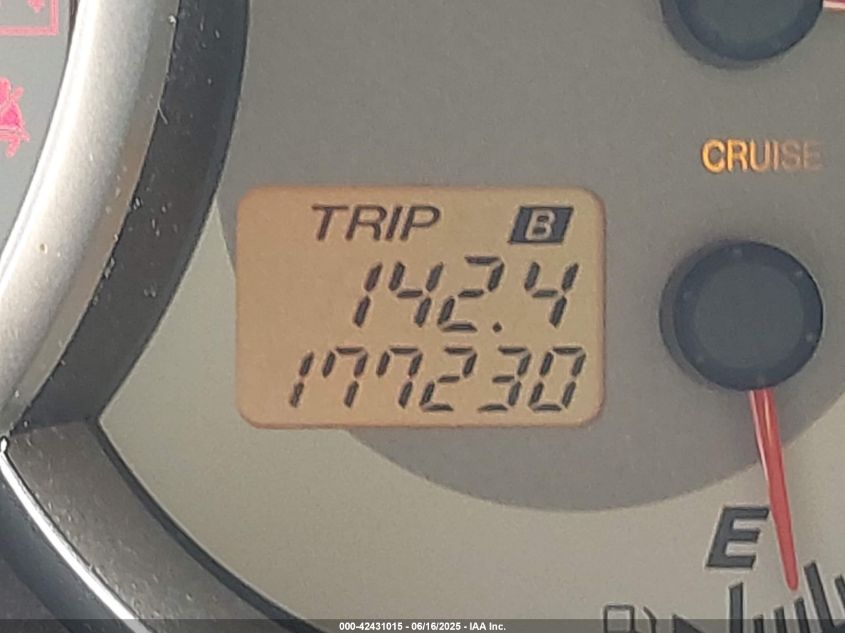 CRUISE
TRIP B
142.4
177230
E
000-42431015 - 06/16/2025 - IAA Inc.